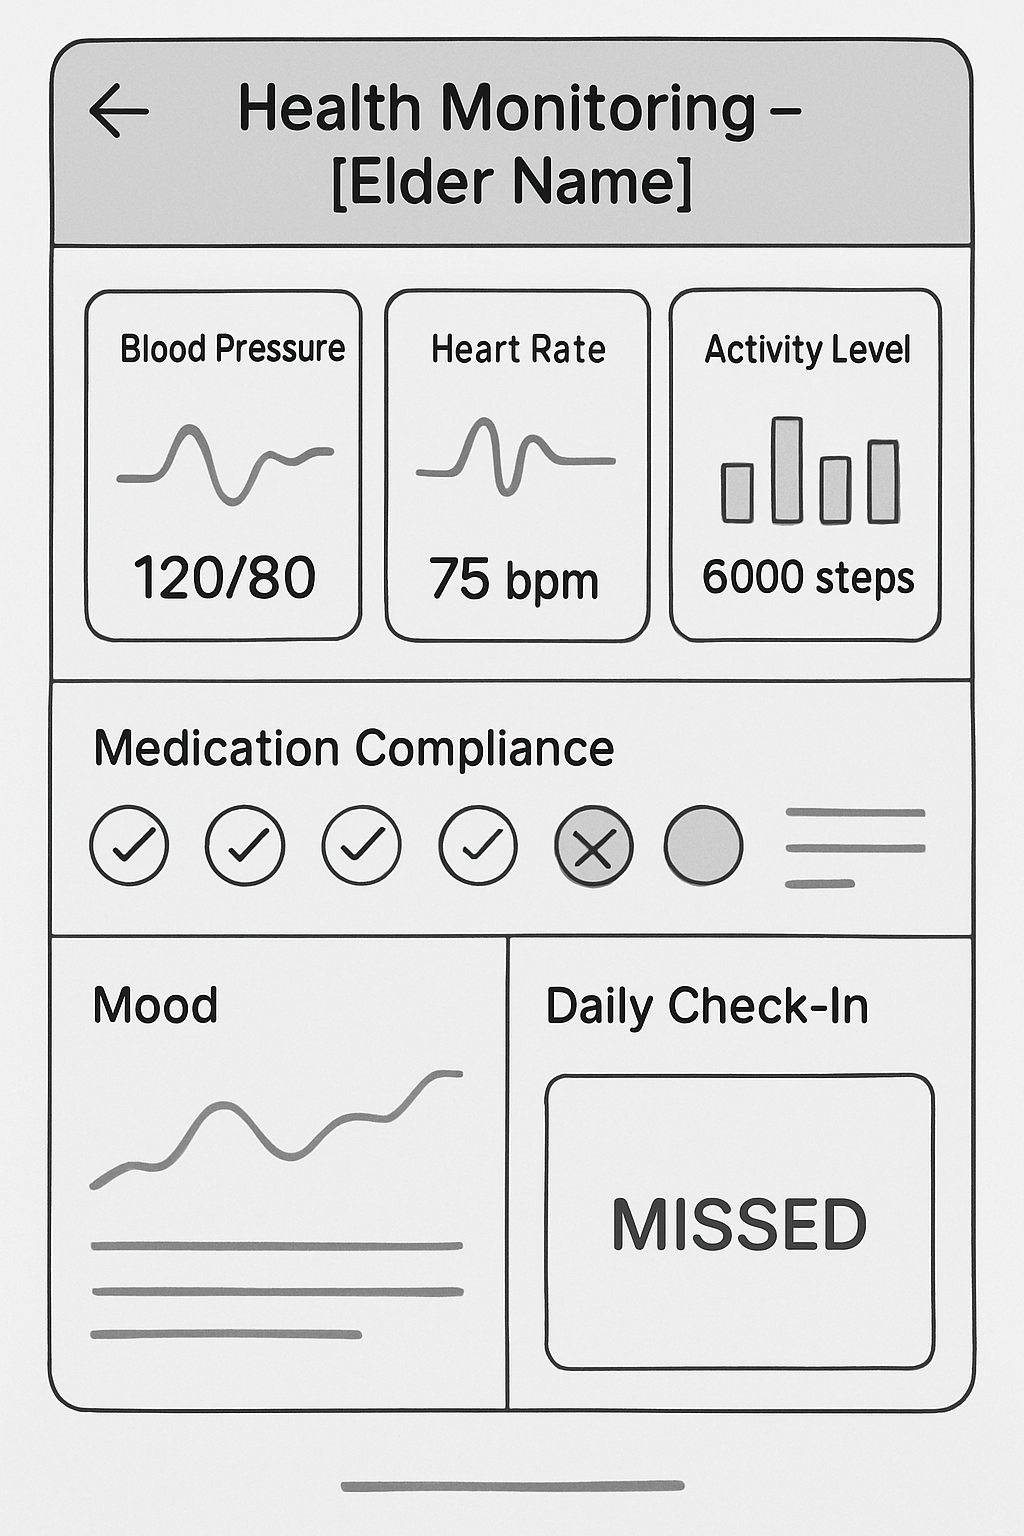 Health Monitoring –
[Elder Name]
Blood Pressure
120/80
Heart Rate
75 bpm
Activity Level
6000 steps
Medication Compliance
Mood
Daily Check-In
MISSED